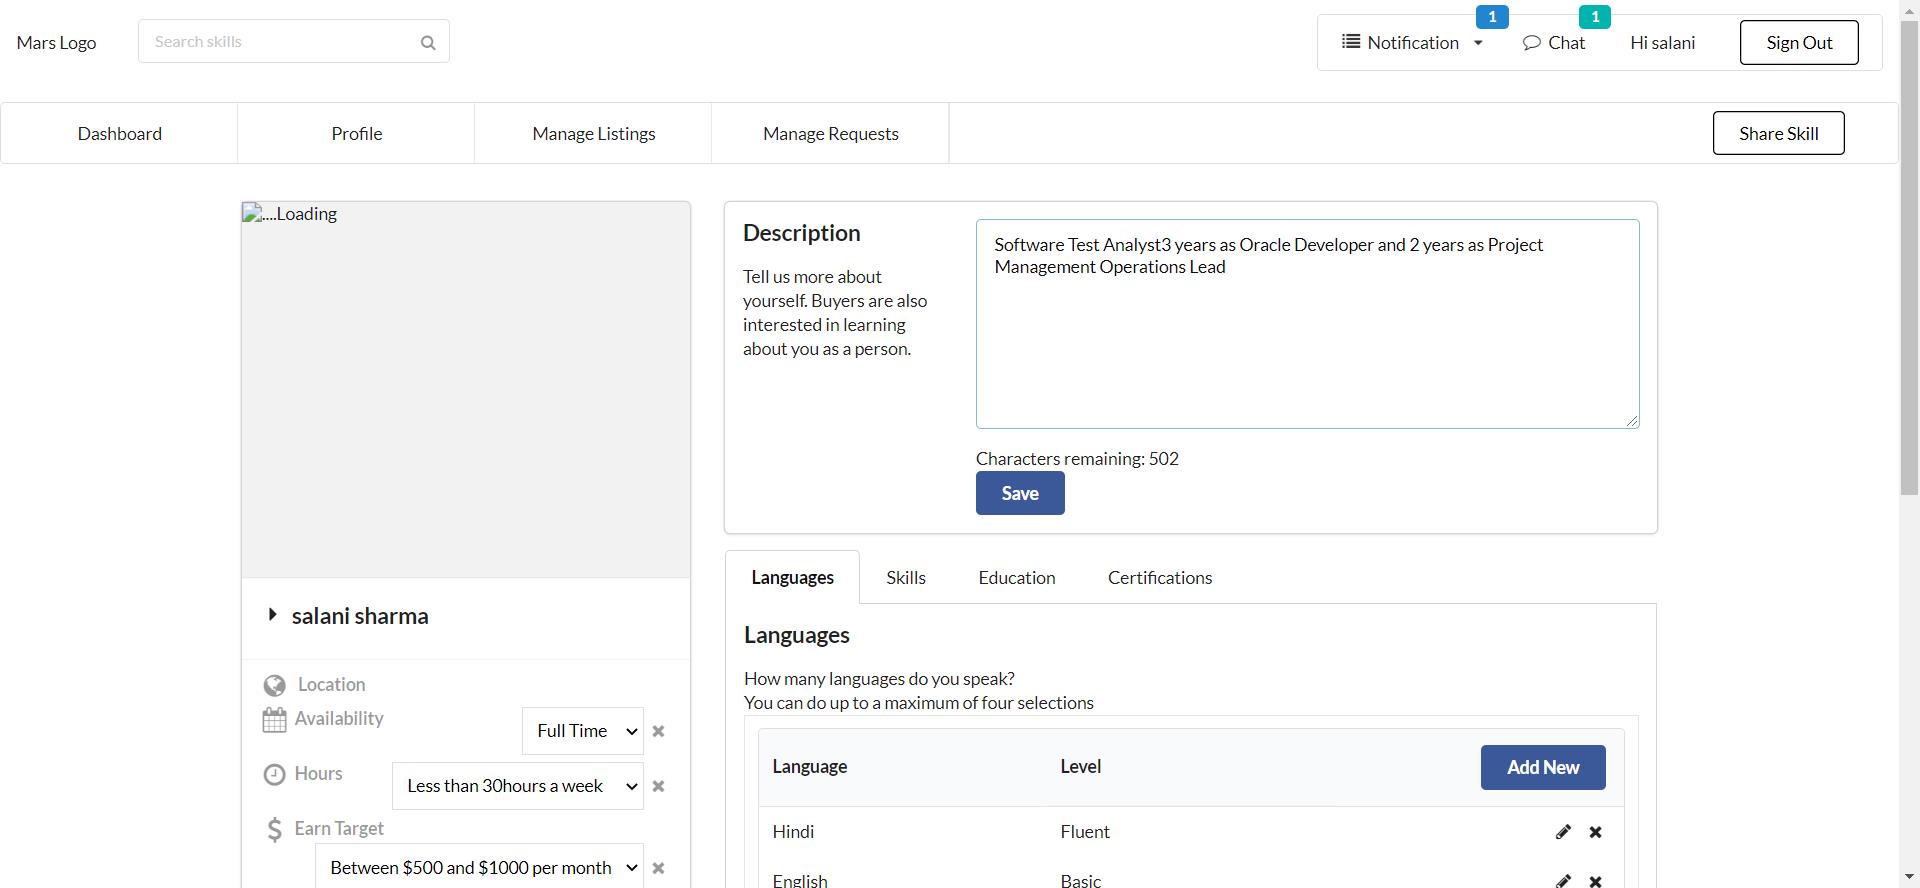 Mars Logo
Search skills
Notification
1
Chat
1
Hi salani
Sign Out
Dashboard
Profile
Manage Listings
Manage Requests
Share Skill
....Loading
salani sharma
Location
Availability
Full Time
Hours
Less than 30hours a week
Earn Target
Between $500 and $1000 per month
Description
Tell us more about
yourself. Buyers are also
interested in learning
about you as a person.
Software Test Analyst3 years as Oracle Developer and 2 years as Project
Management Operations Lead
Characters remaining: 502
Save
Languages
Skills
Education
Certifications
Languages
How many languages do you speak?
You can do up to a maximum of four selections
Language
Level
Add New
Hindi
Fluent
English
Basic